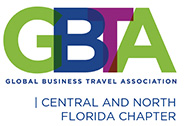 GBTA
GLOBAL BUSINESS TRAVEL ASSOCIATION
| CENTRAL AND NORTH
FLORIDA CHAPTER